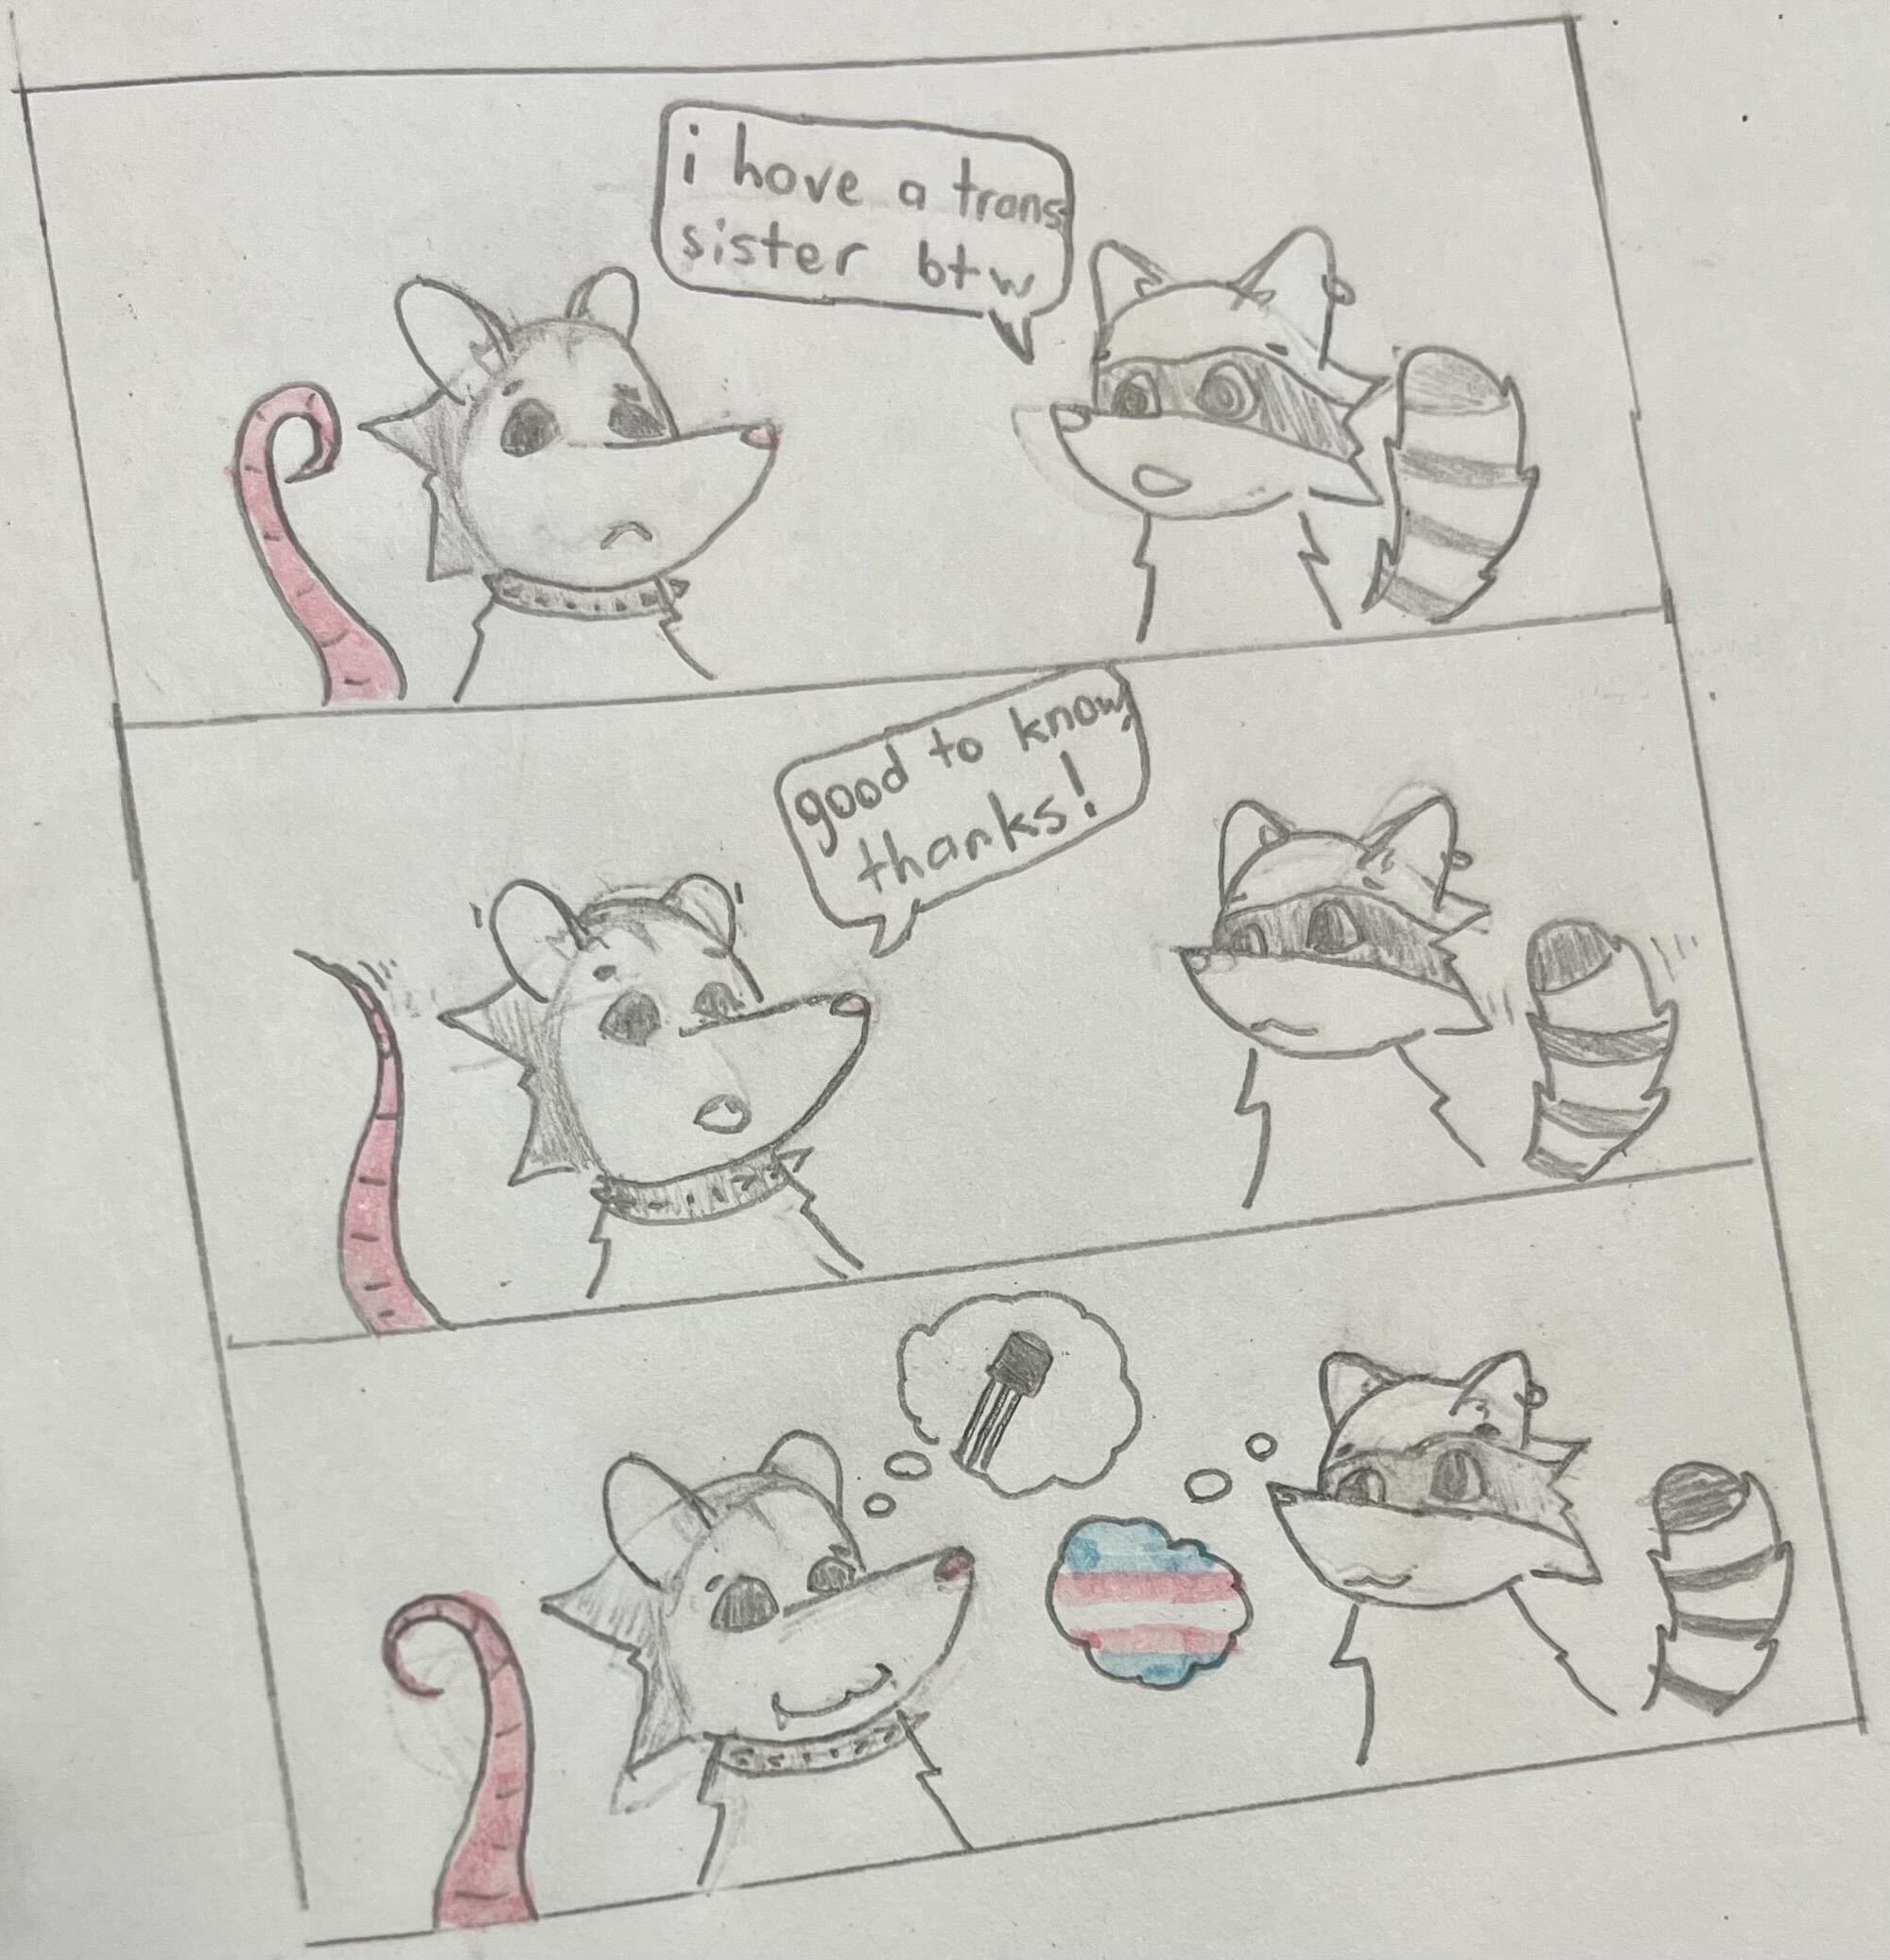 i have a trans
sister btw
good to know,
thanks!